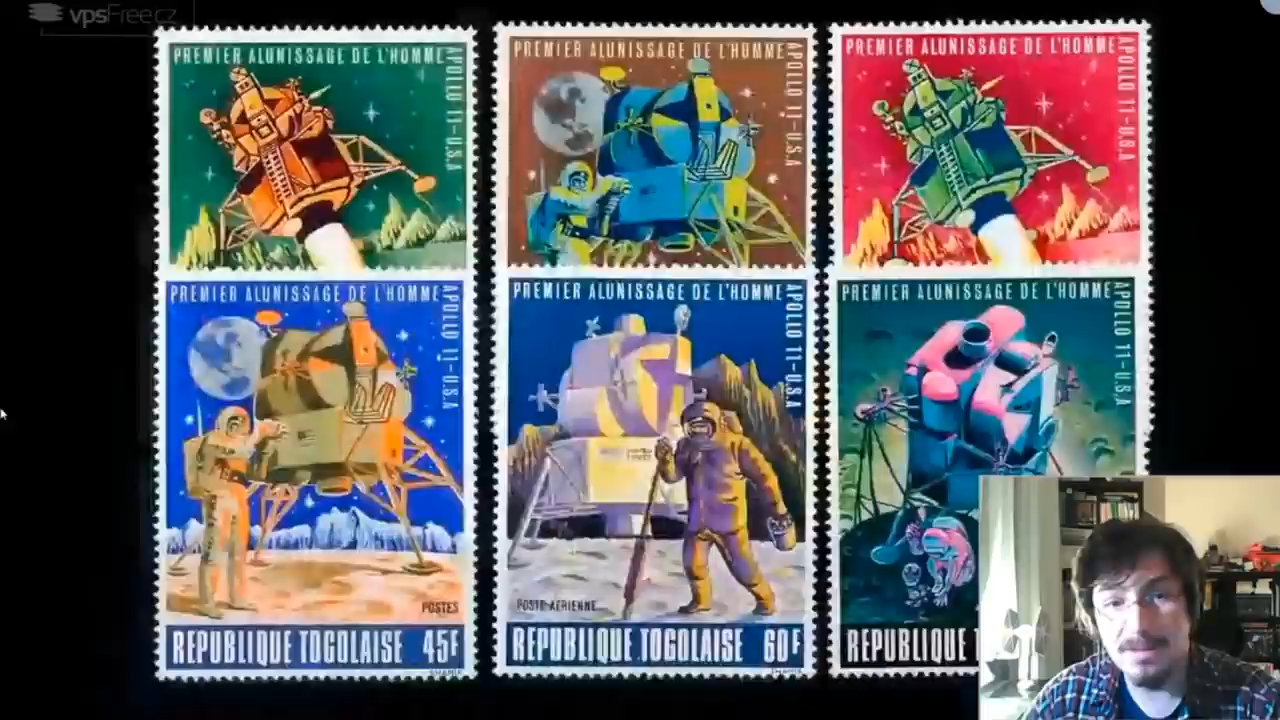 vpsFree.cz
PREMIER ALUNISSAGE DE L'HOMME
APOLLO 11-U.S.A
PREMIER ALUNISSAGE DE L'HOMME
APOLLO 11-U.S.A
PREMIER ALUNISSAGE DE L'HOMME
APOLLO 11-U.S.A
PREMIER ALUNISSAGE DE L'HOMME
APOLLO 11-U.S.A
POSTES
REPUBLIQUE TOGOLAISE 45F
PREMIER ALUNISSAGE DE L'HOMME
APOLLO 11-U.S.A
POSTE AERIENNE
REPUBLIQUE TOGOLAISE 60F
PREMIER ALUNISSAGE DE L'HOMME
APOLLO 11-U.S.A
REPUBLIQUE